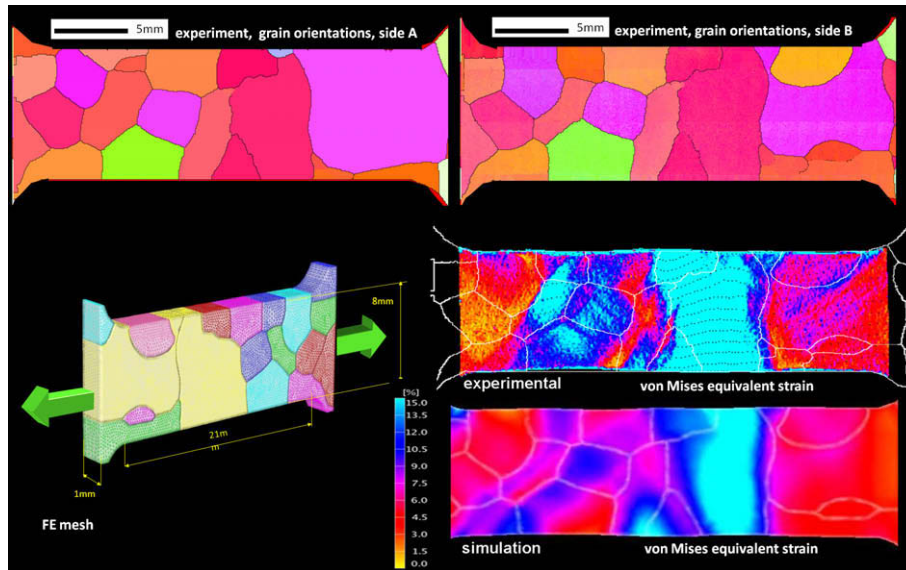 5mm
experiment, grain orientations, side A
5mm
experiment, grain orientations, side B
8mm
21m
m
1mm
FE mesh
[%]
15.0
13.5
12.0
10.5
9.0
7.5
6.0
4.5
3.0
1.5
0.0
experimental
von Mises equivalent strain
simulation
von Mises equivalent strain